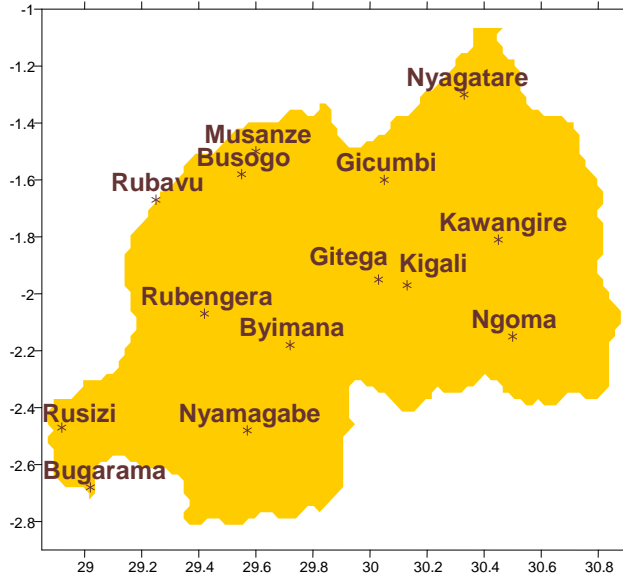 -1
-1.2
-1.4
-1.6
-1.8
-2
-2.2
-2.4
-2.6
-2.8
Nyagatare
Musanze
Busogo
Gicumbi
Rubavu
Kawangire
Gitega
Kigali
Rubengera
Byimana
Ngoma
Rusizi
Nyamagabe
Bugarama
29 29.2 29.4 29.6 29.8 30 30.2 30.4 30.6 30.8